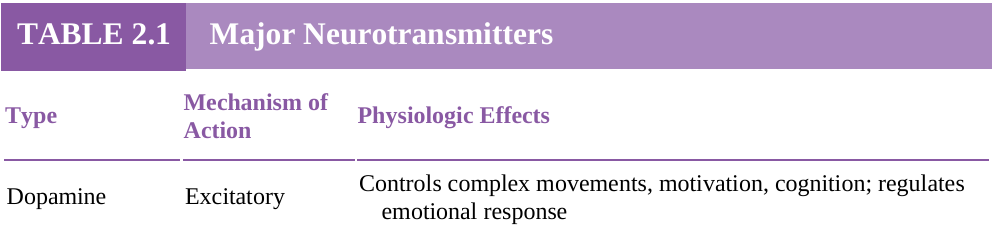 TABLE 2.1 Major Neurotransmitters
Type
Mechanism of
Action
Physiologic Effects
Dopamine
Excitatory
Controls complex movements, motivation, cognition; regulates
emotional response